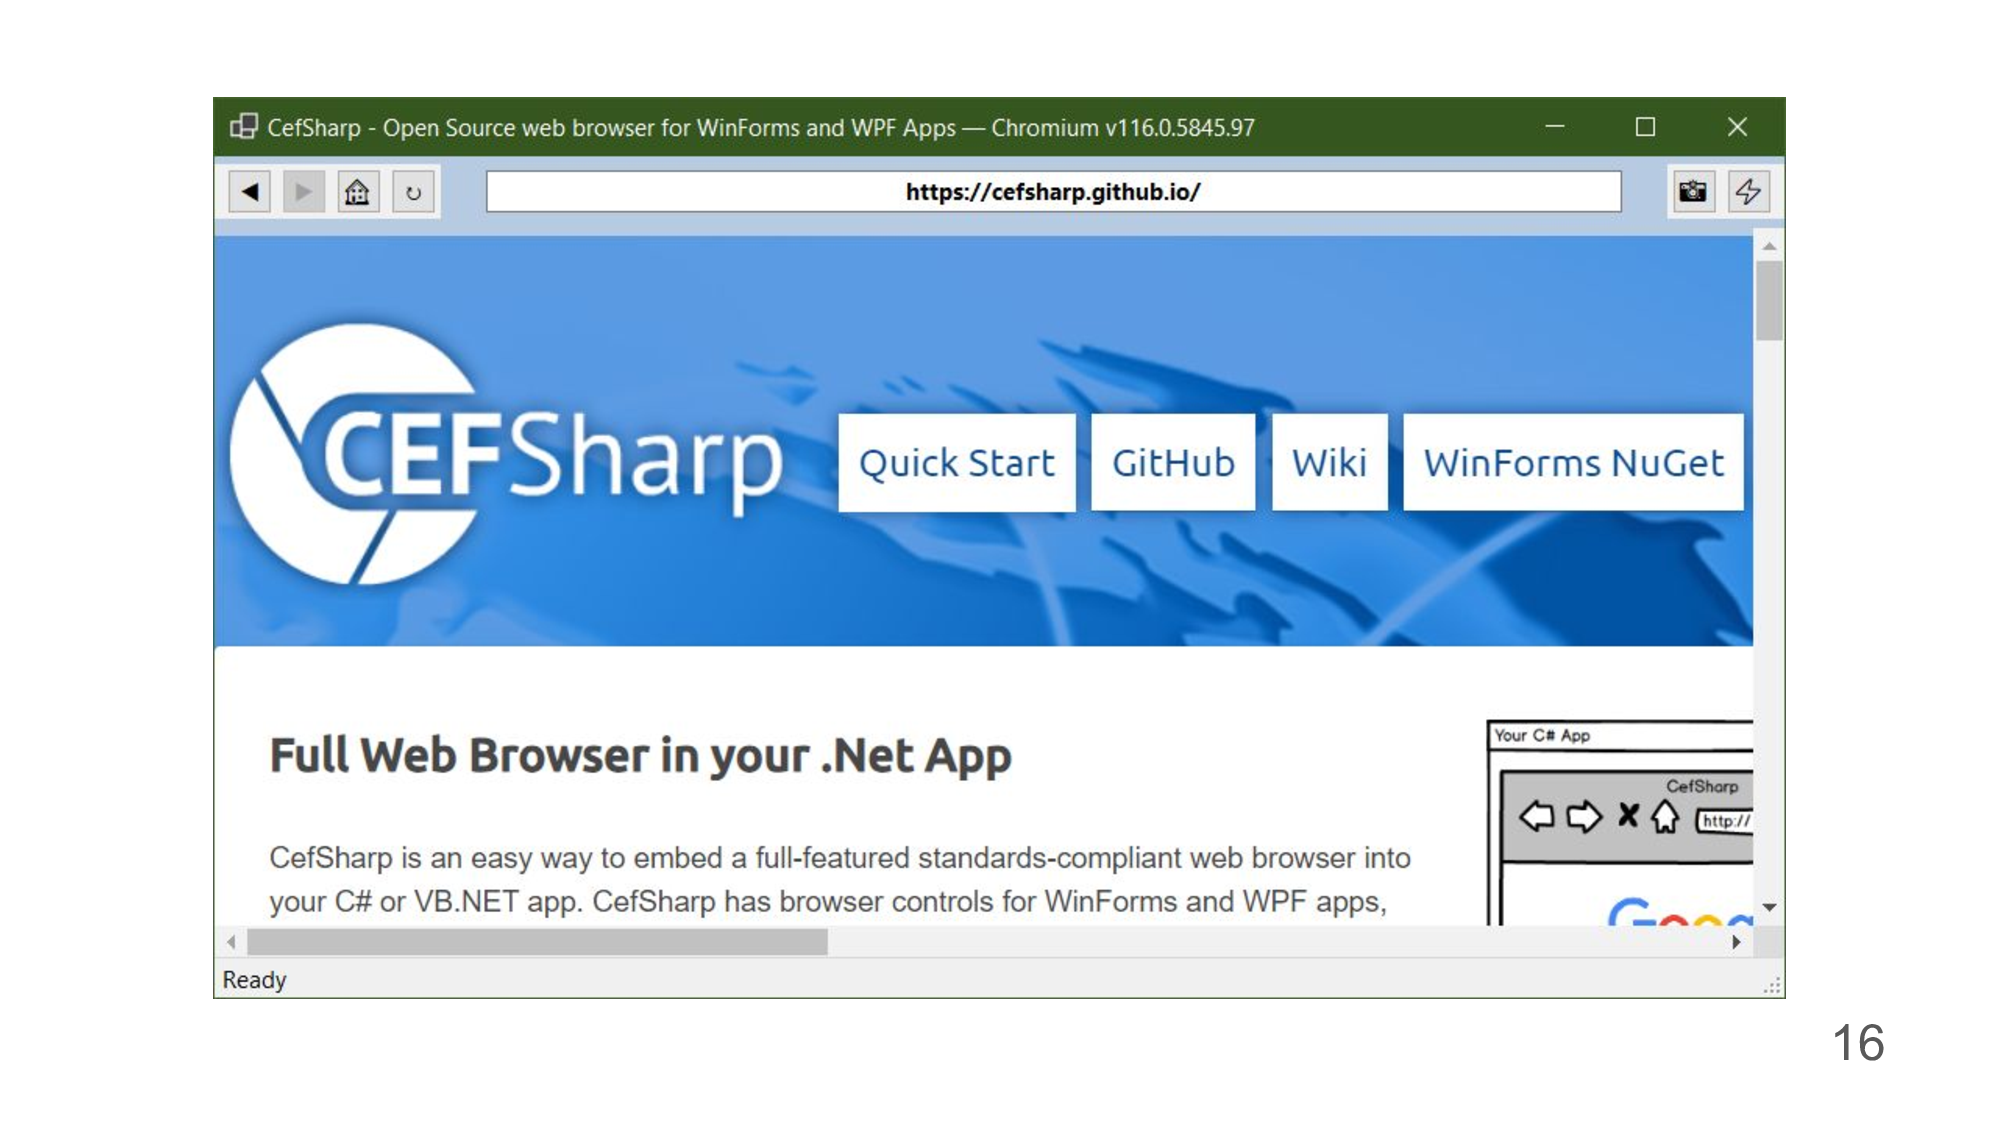 CefSharp - Open Source web browser for WinForms and WPF Apps — Chromium v116.0.5845.97
https://cefsharp.github.io/
CEFSharp
Quick Start
GitHub
Wiki
WinForms NuGet
Full Web Browser in your .Net App
CefSharp is an easy way to embed a full-featured standards-compliant web browser into
your C# or VB.NET app. CefSharp has browser controls for WinForms and WPF apps,
Your C# App
CefSharp
http://
Ready
16